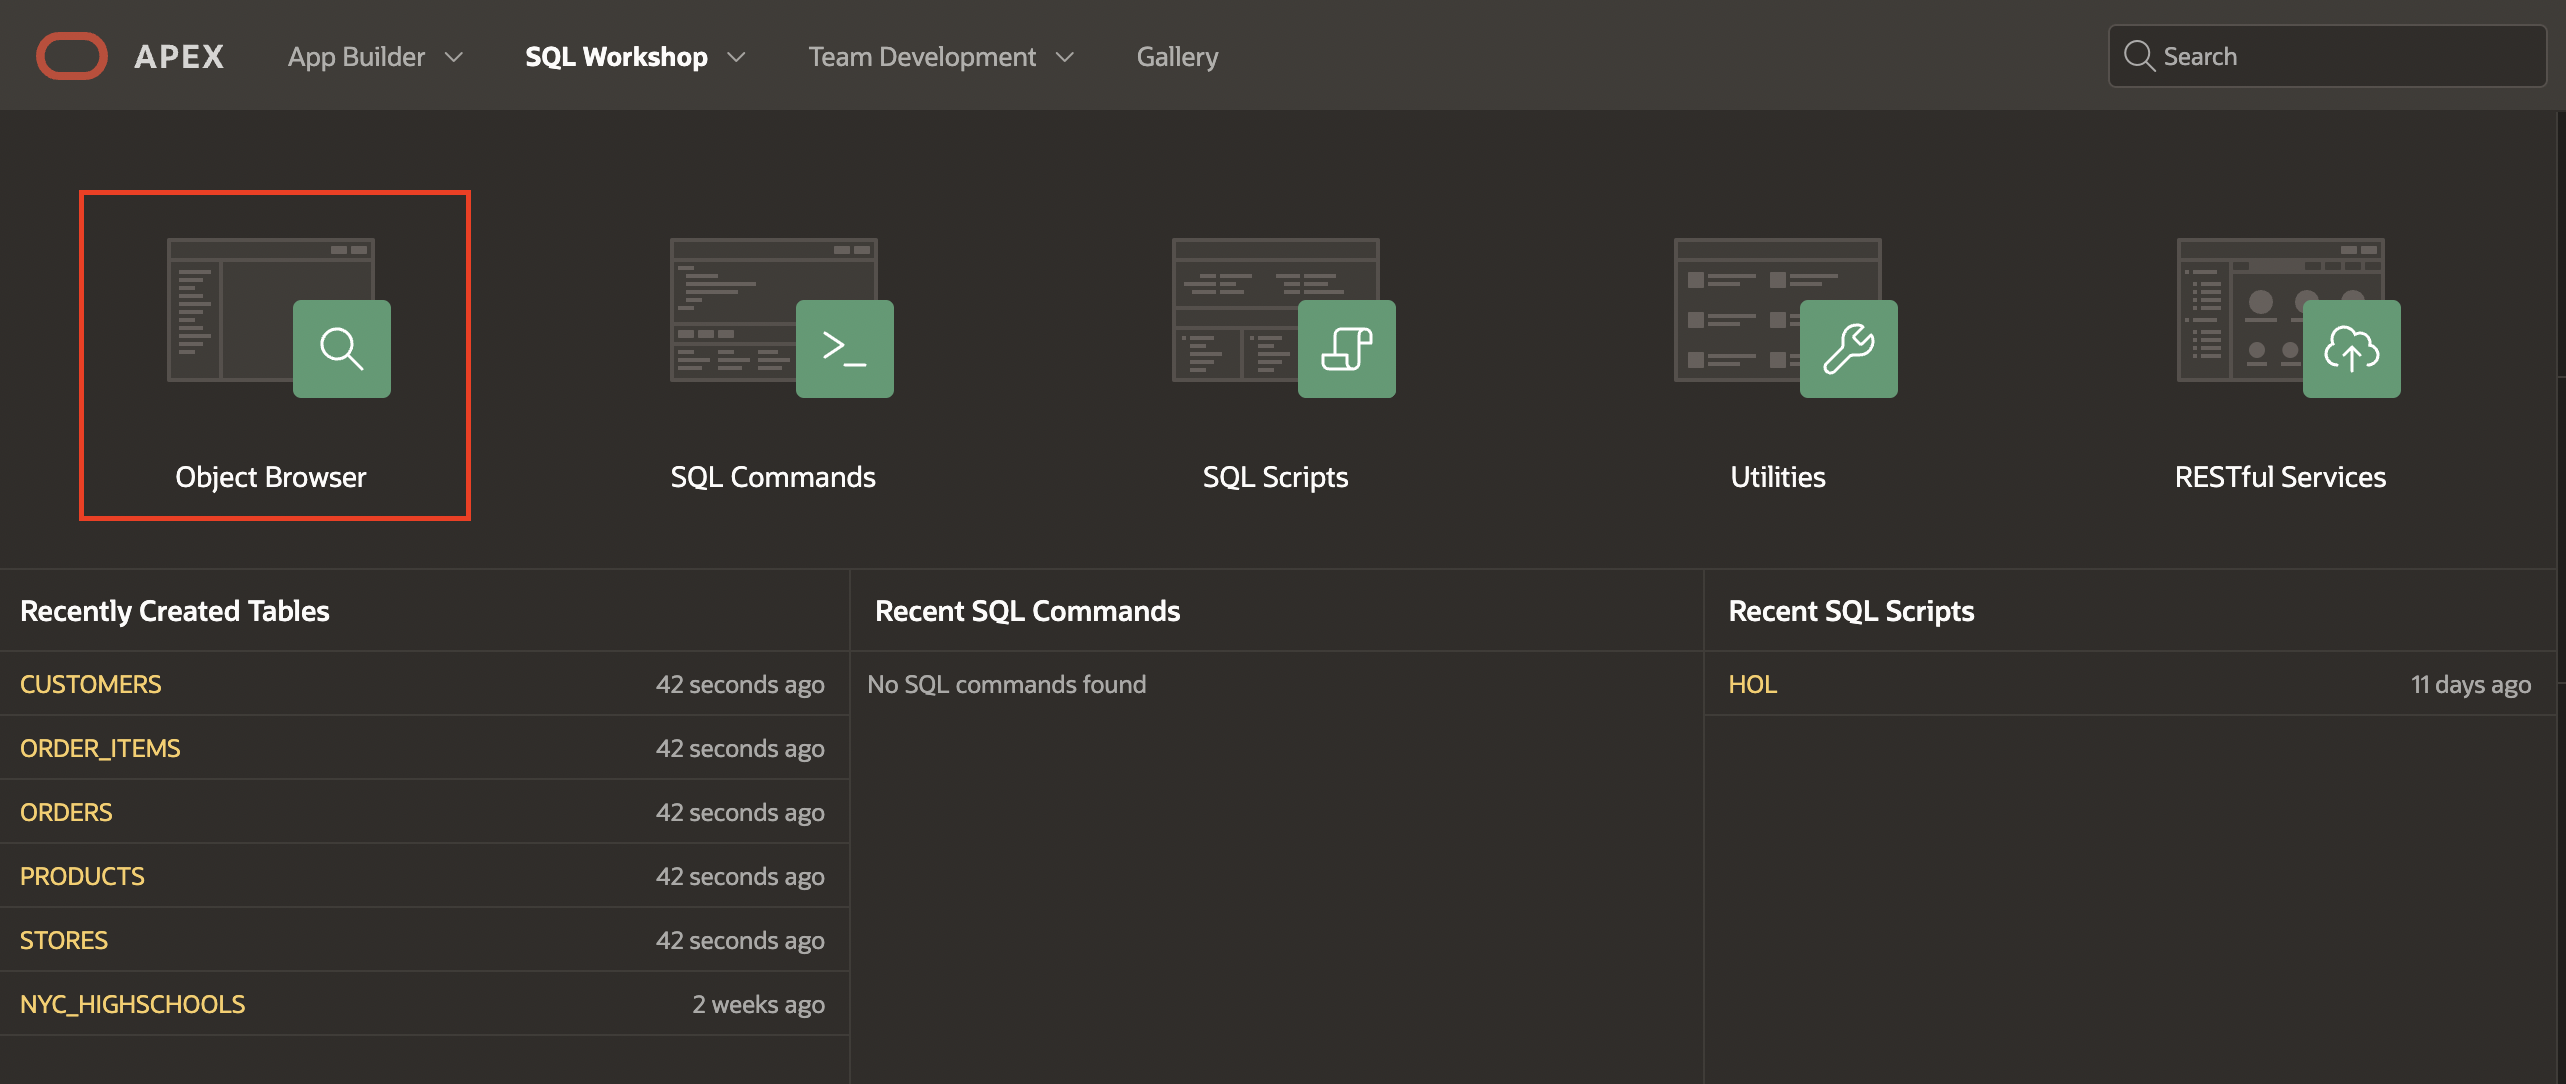 APEX App Builder SQL Workshop Team Development Gallery Search
Object Browser SQL Commands SQL Scripts Utilities RESTful Services
Recently Created Tables
CUSTOMERS 42 seconds ago
ORDER_ITEMS 42 seconds ago
ORDERS 42 seconds ago
PRODUCTS 42 seconds ago
STORES 42 seconds ago
NYC_HIGHSCHOOLS 2 weeks ago
Recent SQL Commands
No SQL commands found
Recent SQL Scripts
HOL 11 days ago